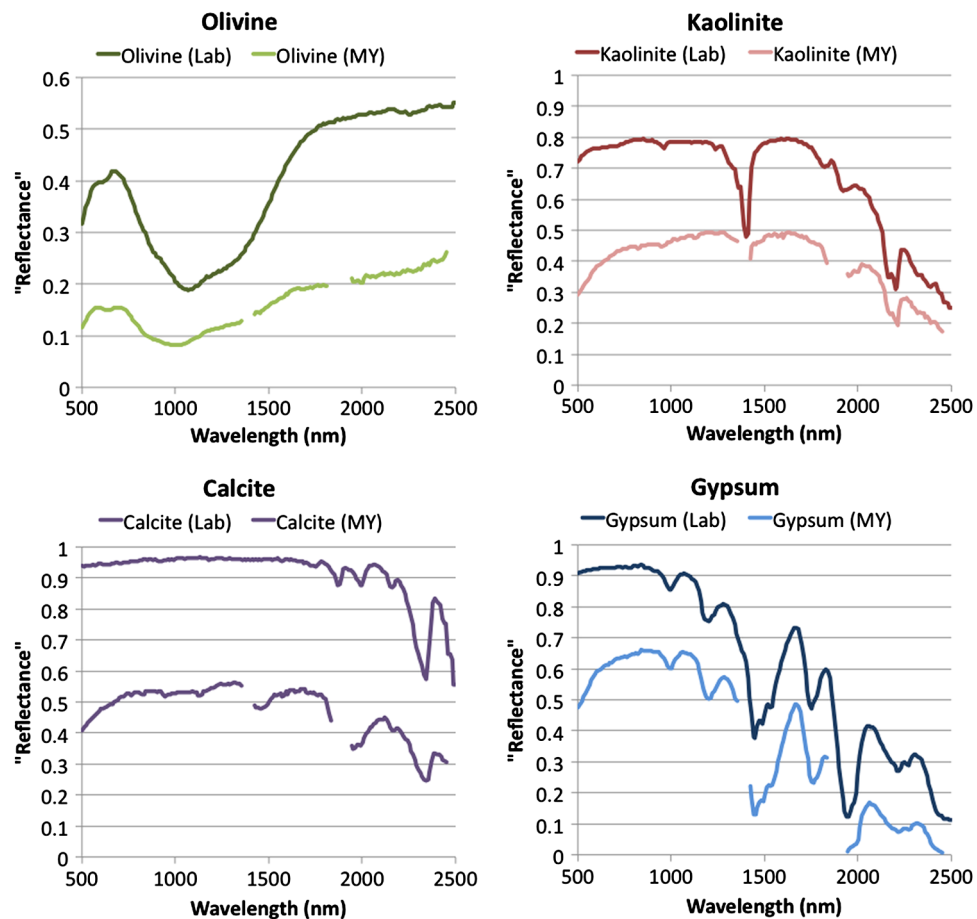 Olivine
Olivine (Lab) Olivine (MY)
"Reflectance"
0.6
0.5
0.4
0.3
0.2
0.1
0
500 1000 1500 2000 2500
Wavelength (nm)
Kaolinite
Kaolinite (Lab) Kaolinite (MY)
"Reflectance"
1
0.9
0.8
0.7
0.6
0.5
0.4
0.3
0.2
0.1
0
500 1000 1500 2000 2500
Wavelength (nm)
Calcite
Calcite (Lab) Calcite (MY)
"Reflectance"
1
0.9
0.8
0.7
0.6
0.5
0.4
0.3
0.2
0.1
0
500 1000 1500 2000 2500
Wavelength (nm)
Gypsum
Gypsum (Lab) Gypsum (MY)
"Reflectance"
1
0.9
0.8
0.7
0.6
0.5
0.4
0.3
0.2
0.1
0
500 1000 1500 2000 2500
Wavelength (nm)